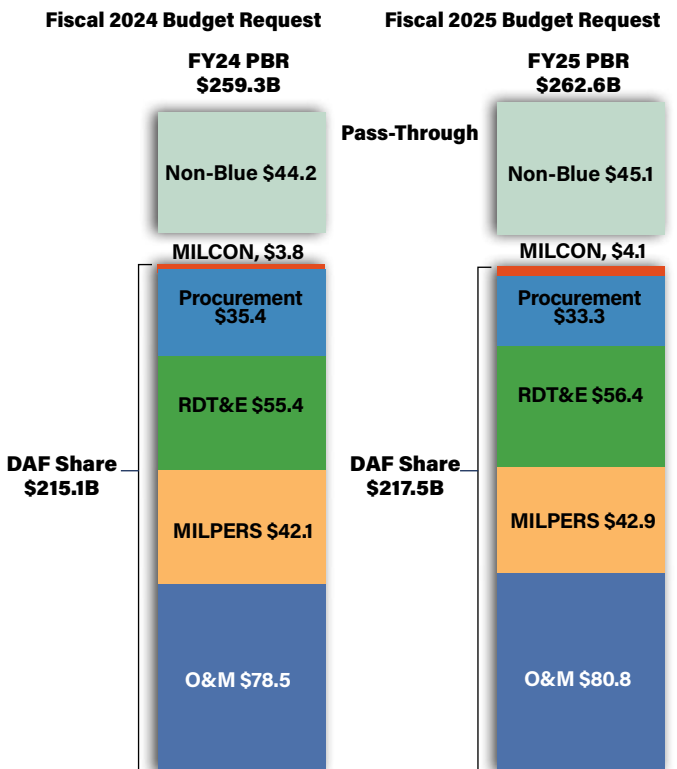 Fiscal 2024 Budget Request
FY24 PBR
$259.3B
Non-Blue $44.2
MILCON, $3.8
Procurement
$35.4
RDT&E $55.4
DAF Share
$215.1B
MILPERS $42.1
O&M $78.5
Pass-Through
Fiscal 2025 Budget Request
FY25 PBR
$262.6B
Non-Blue $45.1
MILCON, $4.1
Procurement
$33.3
RDT&E $56.4
DAF Share
$217.5B
MILPERS $42.9
O&M $80.8